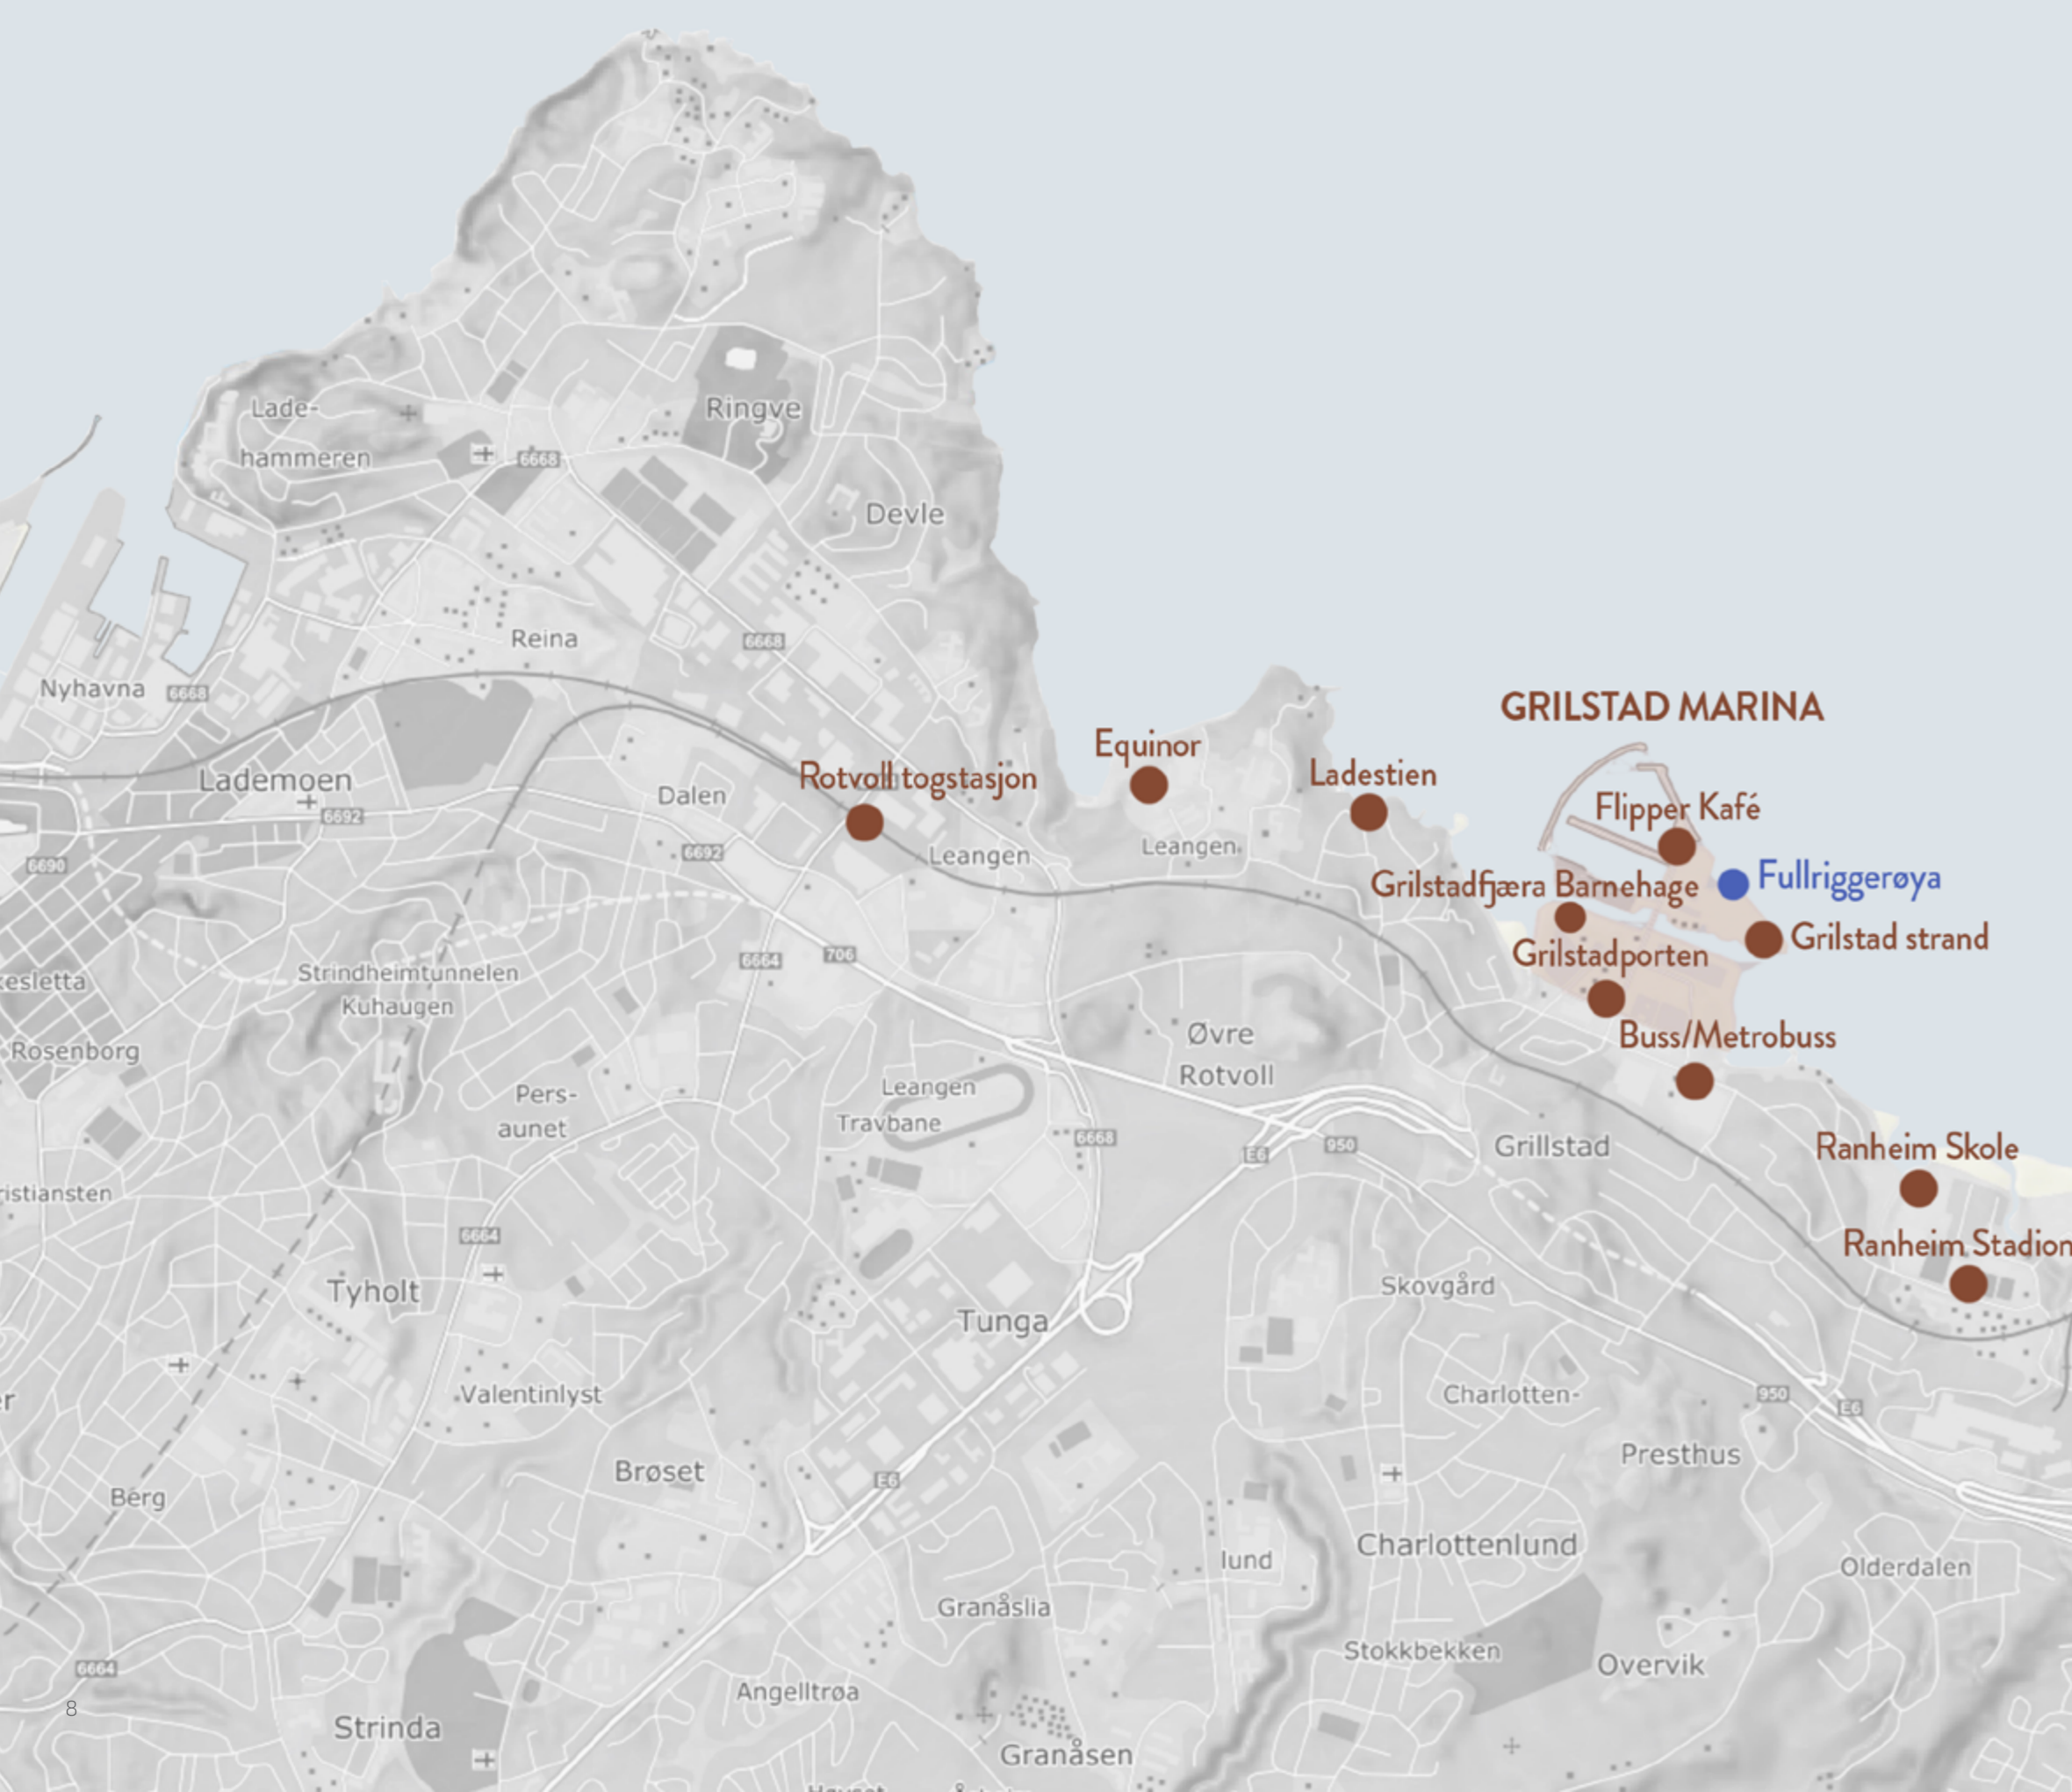 Lade-
hammeren
Ringve
6668
Devle
Reina
6668
Nyhavna
6668
GRILSTAD MARINA
Equinor
Ladestien
Rotvoll togstasjon
Lademoen
Dalen
Flipper Kafé
6692
6692
6690
Leangen
Leangen
Grilstadfjæra Barnehage
Fullriggerøya
Grilstad strand
Grilstadporten
6664
706
Strindheimtunnelen
Kuhaugen
esletta
Rosenborg
Øvre
Rotvoll
Buss/Metrobuss
Pers-
aunet
Leangen
Travbane
6668
E6
950
Grillstad
Ranheim Skole
ristiansten
6664
Ranheim Stadion
Tyholt
Tunga
Skovgård
Valentinlyst
Charlotten-
950
E6
er
Brøset
E6
Presthus
Berg
Charlottenlund
lund
Olderdalen
Granåslia
Stokkbekken
Overvik
6664
8
Angelltrøa
Strinda
Granåsen